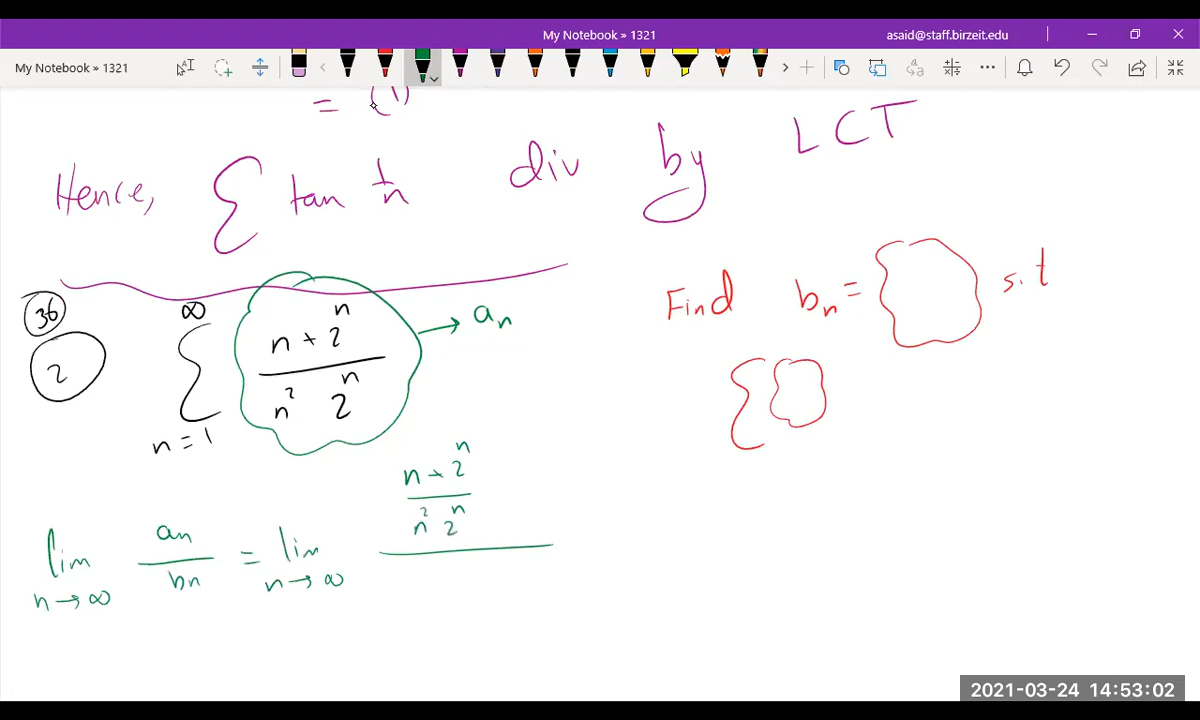 My Notebook » 1321
asaid@staff.birzeit.edu
My Notebook » 1321
= (1)
Hence, Σ tan 1/n div by LCT
36
2
∞
Σ
n = 1
n + 2^n
n^2 2^n
→ an
Find bn = s.t
Σ
lim n→∞ an/bn = lim n→∞
n + 2^n
n^2 2^n
2021-03-24 14:53:02